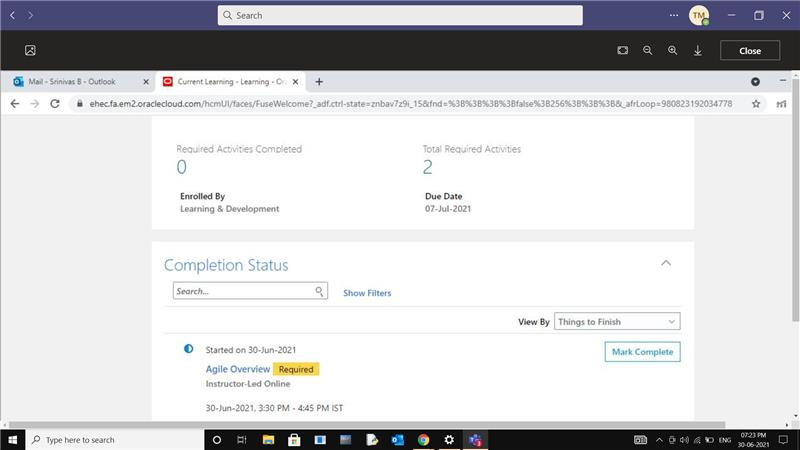 Search
TM
Close
Mail - Srinivas B - Outlook
Current Learning - Learning - Ora
ehec.fa.em2.oraclecloud.com/hcmUI/faces/FuseWelcome?_adf.ctrl-state=znbav7z9i_15&fnd=%3B%3B%3B%3Bfalse%3B256%3B%3B%3B&_afrLoop=980823192034778
Required Activities Completed
Total Required Activities
0
2
Enrolled By
Due Date
Learning & Development
07-Jul-2021
Completion Status
Search...
Show Filters
View By
Things to Finish
Started on 30-Jun-2021
Mark Complete
Agile Overview Required
Instructor-Led Online
30-Jun-2021, 3:30 PM - 4:45 PM IST
Type here to search
07:23 PM
30-06-2021